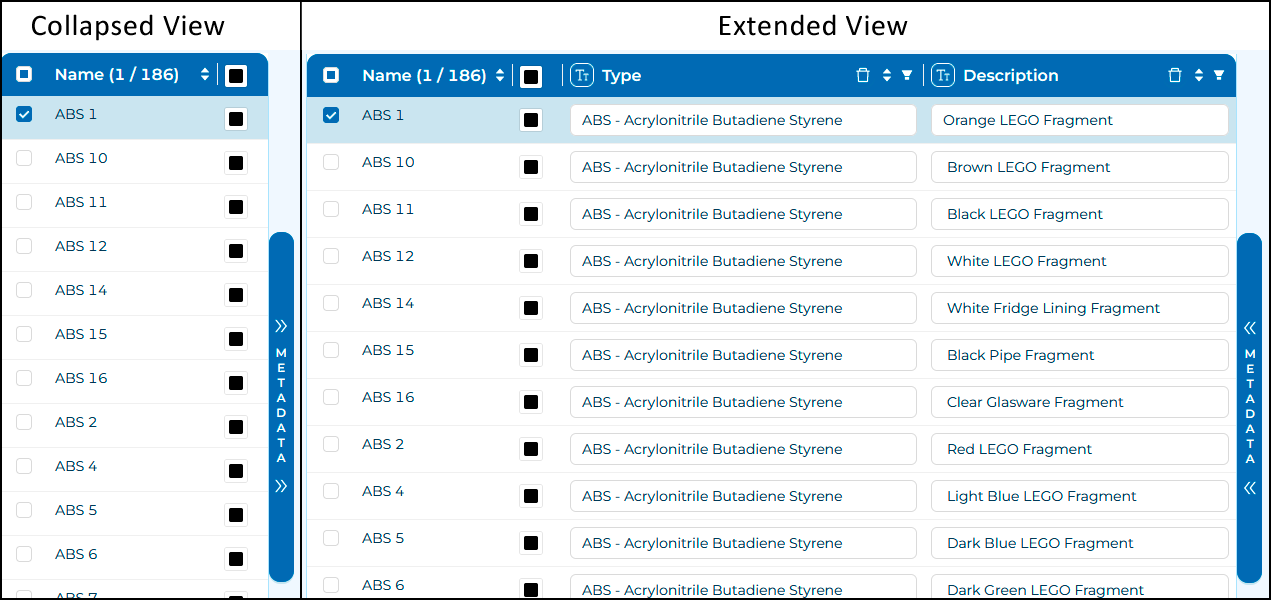 Collapsed View
Name (1 / 186)
ABS 1
ABS 10
ABS 11
ABS 12
ABS 14
ABS 15
ABS 16
ABS 2
ABS 4
ABS 5
ABS 6
ABS 7
METADATA
Extended View
Name (1 / 186) TT Type TT Description
ABS 1 ABS - Acrylonitrile Butadiene Styrene Orange LEGO Fragment
ABS 10 ABS - Acrylonitrile Butadiene Styrene Brown LEGO Fragment
ABS 11 ABS - Acrylonitrile Butadiene Styrene Black LEGO Fragment
ABS 12 ABS - Acrylonitrile Butadiene Styrene White LEGO Fragment
ABS 14 ABS - Acrylonitrile Butadiene Styrene White Fridge Lining Fragment
ABS 15 ABS - Acrylonitrile Butadiene Styrene Black Pipe Fragment
ABS 16 ABS - Acrylonitrile Butadiene Styrene Clear Glasware Fragment
ABS 2 ABS - Acrylonitrile Butadiene Styrene Red LEGO Fragment
ABS 4 ABS - Acrylonitrile Butadiene Styrene Light Blue LEGO Fragment
ABS 5 ABS - Acrylonitrile Butadiene Styrene Dark Blue LEGO Fragment
ABS 6 ABS - Acrylonitrile Butadiene Styrene Dark Green LEGO Fragment
METADATA